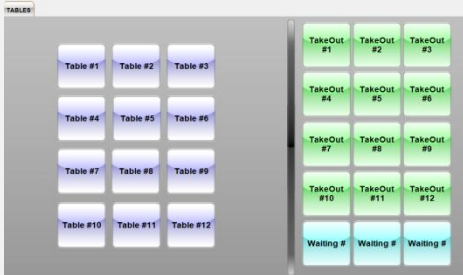 TABLES
Table #1 Table #2 Table #3
Table #4 Table #5 Table #6
Table #7 Table #8 Table #9
Table #10 Table #11 Table #12
TakeOut #1 TakeOut #2 TakeOut #3
TakeOut #4 TakeOut #5 TakeOut #6
TakeOut #7 TakeOut #8 TakeOut #9
TakeOut #10 TakeOut #11 TakeOut #12
Waiting # Waiting # Waiting #